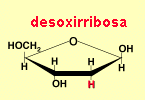 desoxirribosa
HOCH₂ O OH
H H H H
OH H